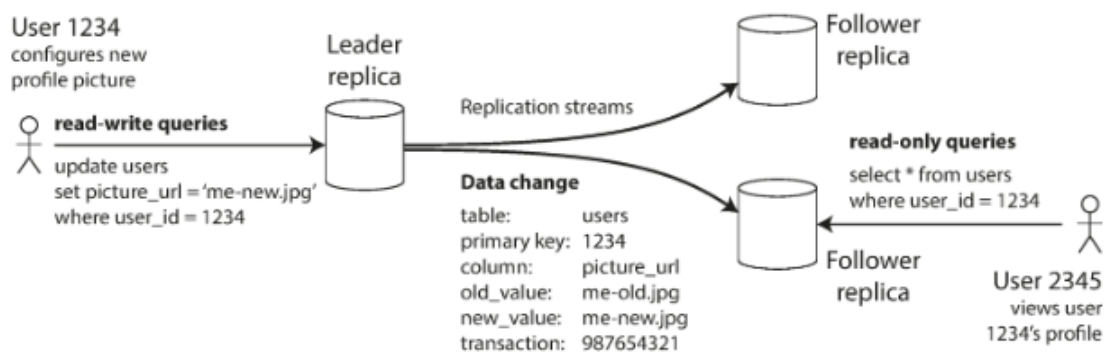 User 1234
configures new
profile picture
read-write queries
update users
set picture_url = ‘me-new.jpg’
where user_id = 1234
Leader
replica
Replication streams
Data change
table: users
primary key: 1234
column: picture_url
old_value: me-old.jpg
new_value: me-new.jpg
transaction: 987654321
Follower
replica
read-only queries
select * from users
where user_id = 1234
Follower
replica
User 2345
views user
1234’s profile